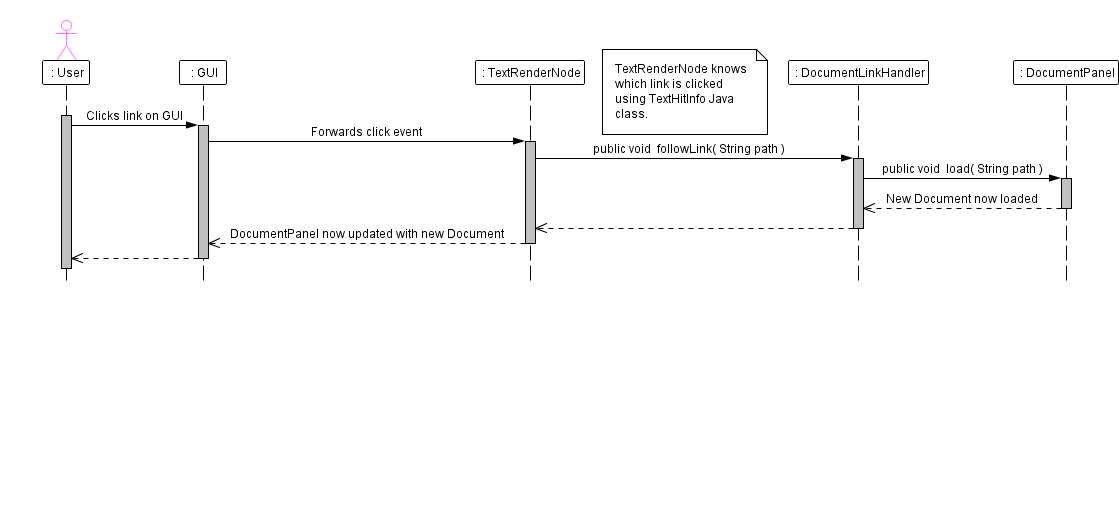 : User
: GUI
: TextRenderNode
TextRenderNode knows
which link is clicked
using TextHitInfo Java
class.
: DocumentLinkHandler
: DocumentPanel
Clicks link on GUI
Forwards click event
public void  followLink( String path )
public void  load( String path )
New Document now loaded
DocumentPanel now updated with new Document